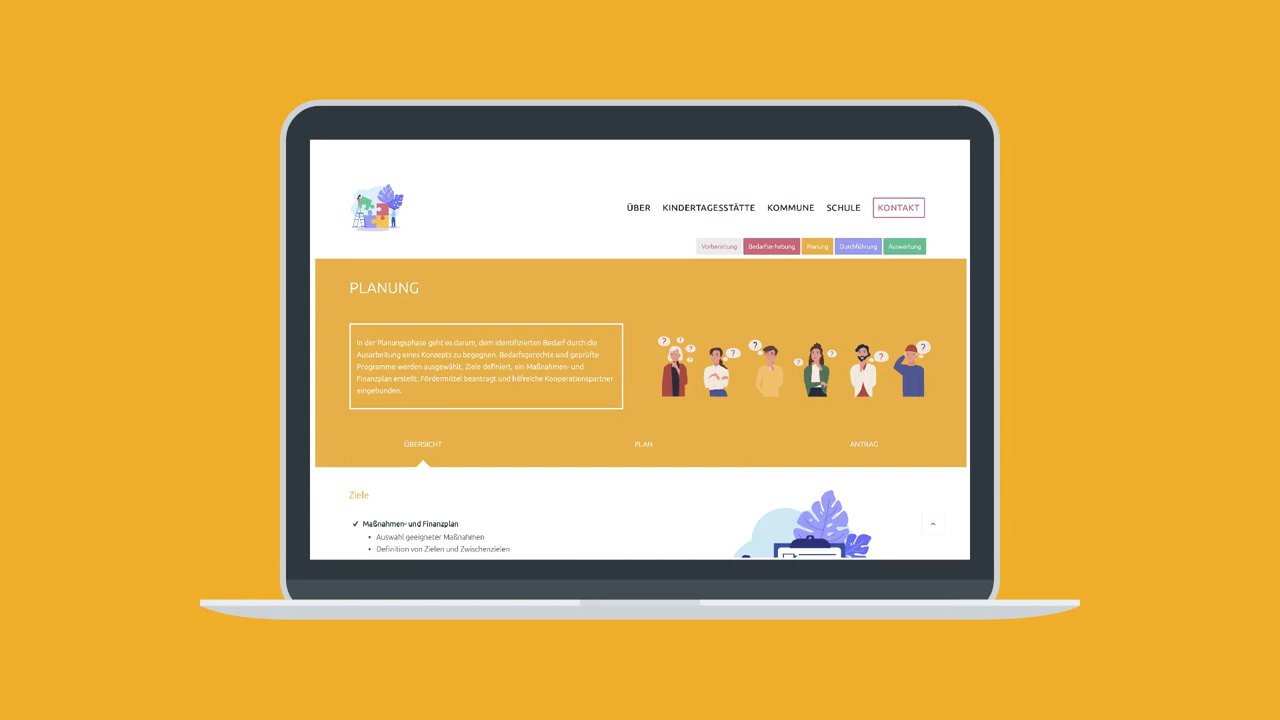 ÜBER KINDERTAGESSTÄTTE KOMMUNE SCHULE KONTAKT
Vorbereitung Bedarfserhebung Planung Durchführung Auswertung
PLANUNG
In der Planungsphase geht es darum, dem identifizierten Bedarf durch die
Ausarbeitung eines Konzepts zu begegnen. Bedarfsgerechte und geprüfte
Programme werden ausgewählt, Ziele definiert, ein Maßnahmen- und
Finanzplan erstellt, Fördermittel beantragt und hilfreiche Kooperationspartner
eingebunden.
? ? ? ? ? ? ? ? ? ?
ÜBERSICHT PLAN ANTRAG
Ziele
✔ Maßnahmen- und Finanzplan
• Auswahl geeigneter Maßnahmen
• Definition von Zielen und Zwischenzielen